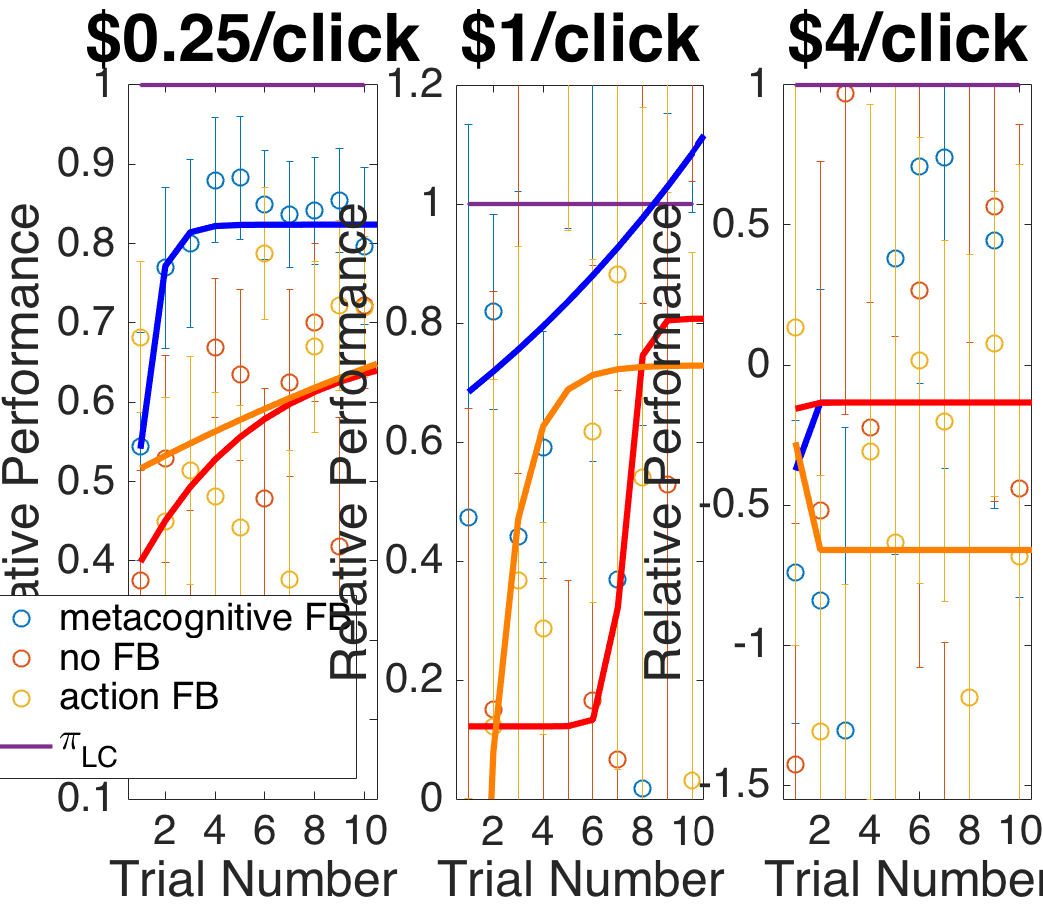 $0.25/click
$1/click
$4/click
1
0.9
0.8
0.7
0.6
0.5
0.4
0.1
ative Performance
metacognitive FB
no FB
action FB
π LC
2 4 6 8 10
Trial Number
1.2
1
0.8
0.6
0.4
0.2
0
Relative Performance
2 4 6 8 10
Trial Number
1
0.5
0
-0.5
-1
-1.5
Relative Performance
2 4 6 8 10
Trial Number